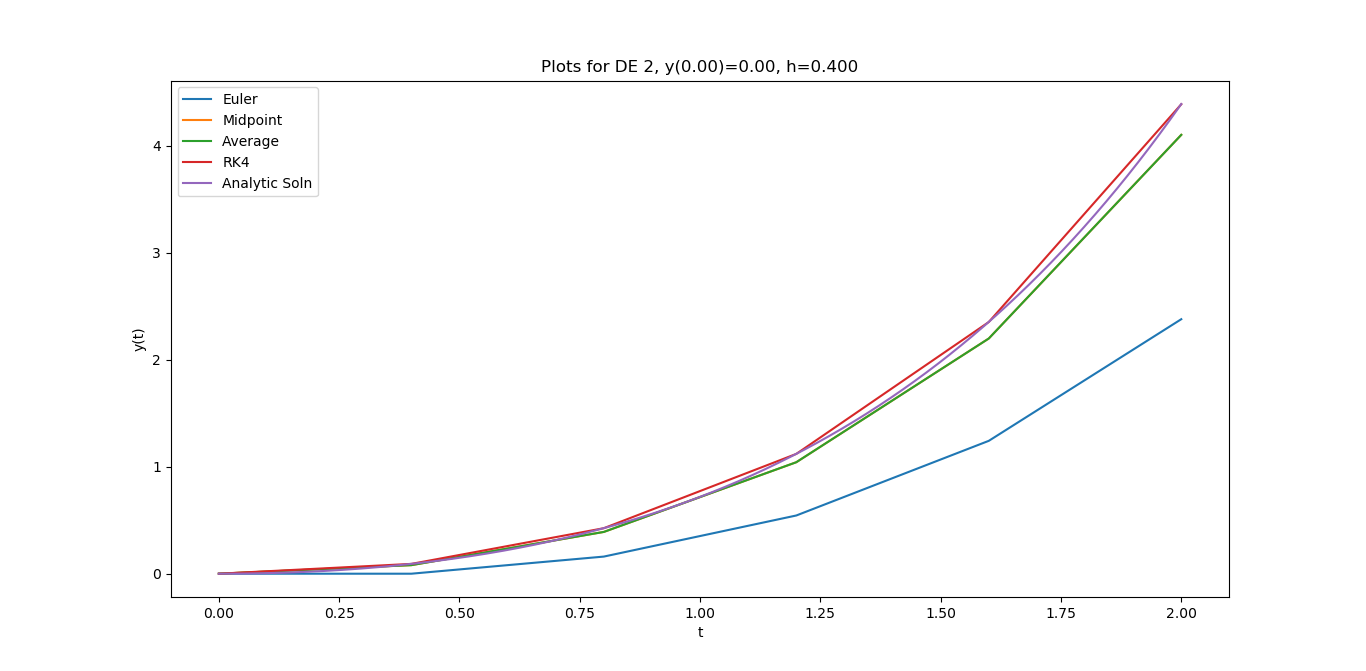 Plots for DE 2, y(0.00)=0.00, h=0.400
Euler
Midpoint
Average
RK4
Analytic Soln
4
3
2
1
0
y(t)
0.00 0.25 0.50 0.75 1.00 1.25 1.50 1.75 2.00
t